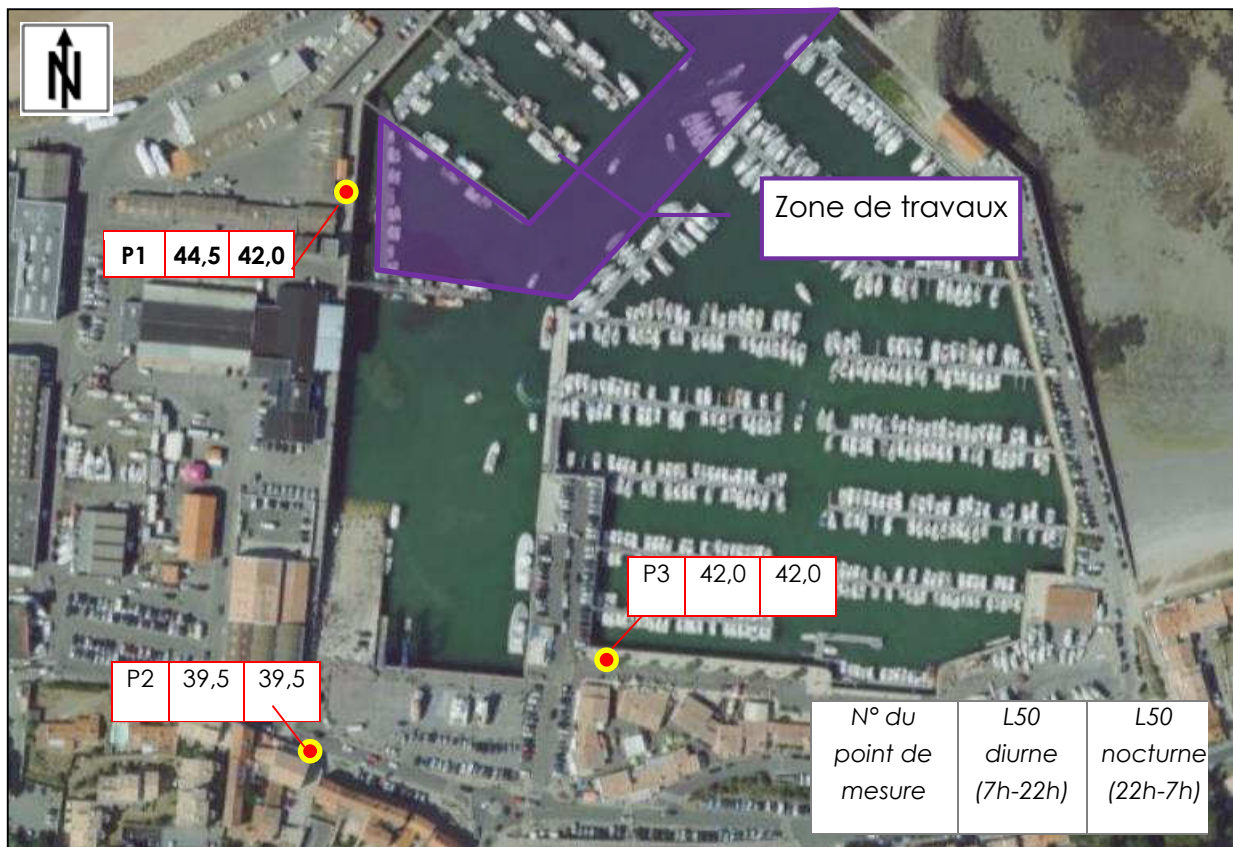 N
Zone de travaux
P1 44,5 42,0
P3 42,0 42,0
P2 39,5 39,5
N° du point de mesure
L50 diurne (7h-22h)
L50 nocturne (22h-7h)